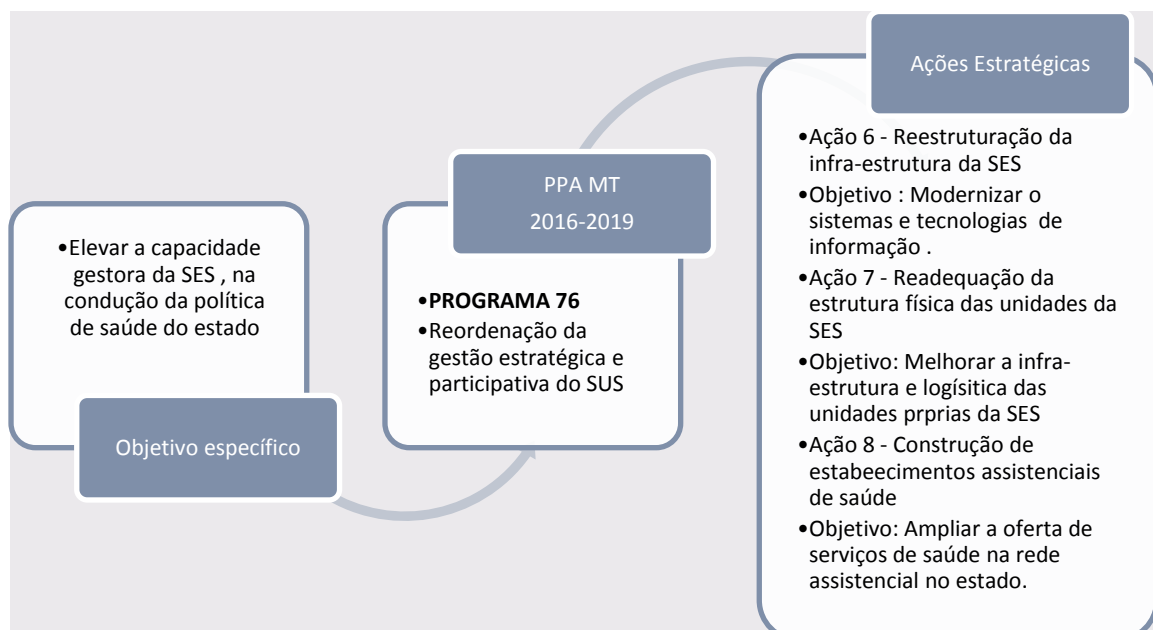 •Elevar a capacidade
gestora da SES , na
condução da política
de saúde do estado
Objetivo específico
PPA MT
2016-2019
•PROGRAMA 76
•Reordenação da
gestão estratégica e
participativa do SUS
Ações Estratégicas
•Ação 6 - Reestruturação da
infra-estrutura da SES
•Objetivo : Modernizar o
sistemas e tecnologias de
informação .
•Ação 7 - Readequação da
estrutura física das unidades da
SES
•Objetivo: Melhorar a infra-
estrutura e logísitica das
unidades prprias da SES
•Ação 8 - Construção de
estabeecimentos assistenciais
de saúde
•Objetivo: Ampliar a oferta de
serviços de saúde na rede
assistencial no estado.